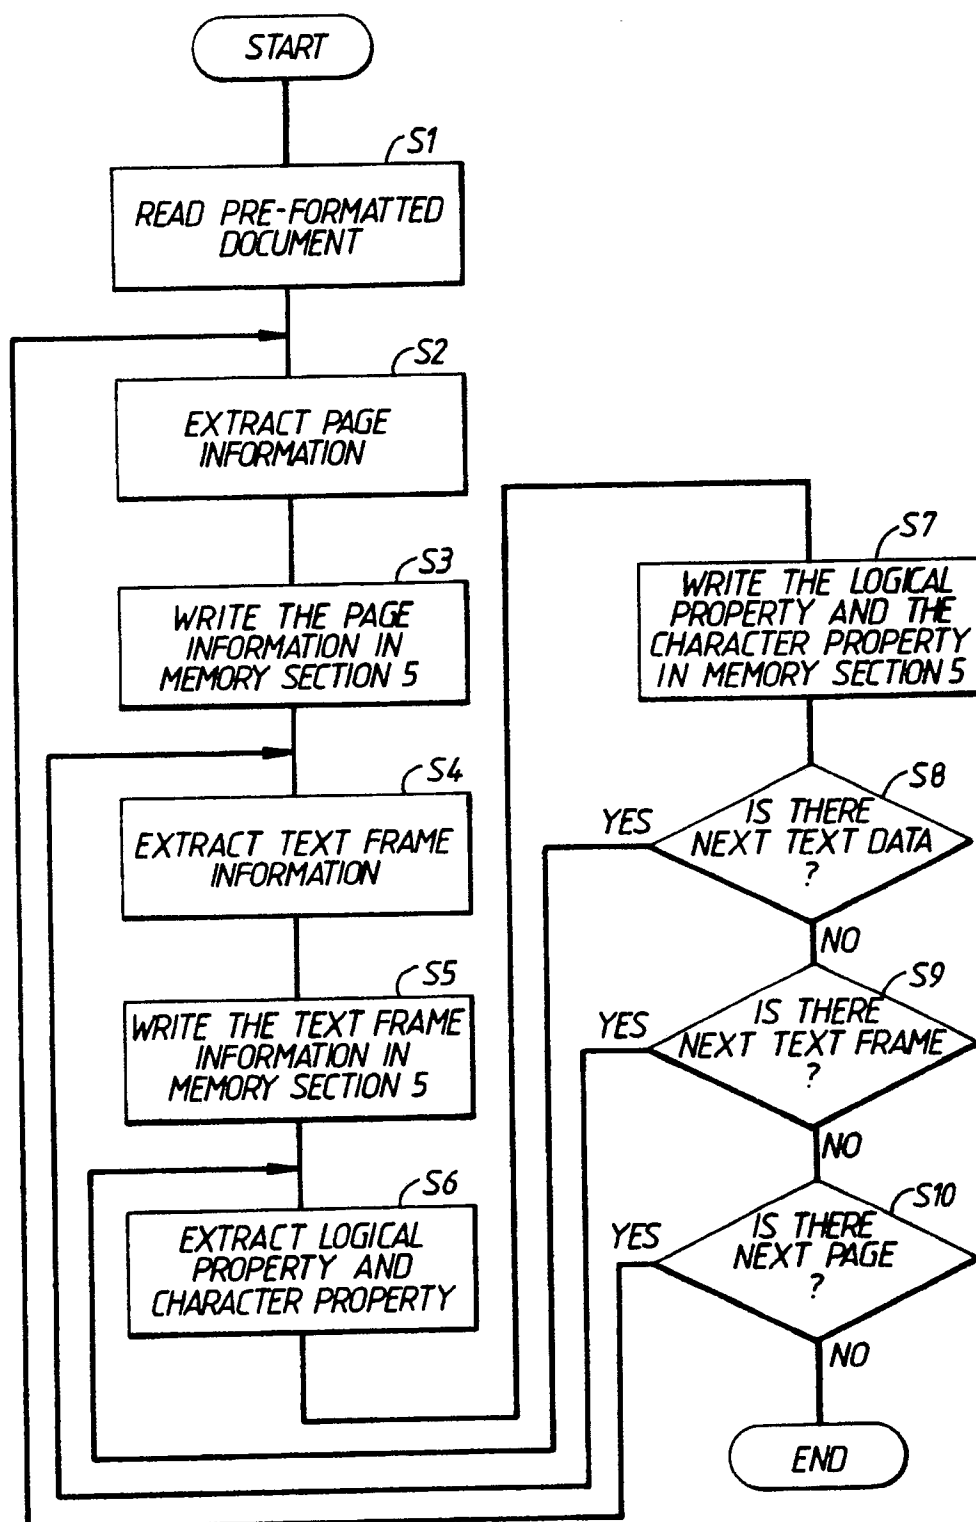 START
S1
READ PRE-FORMATTED
DOCUMENT
S2
EXTRACT PAGE
INFORMATION
S3
WRITE THE PAGE
INFORMATION IN
MEMORY SECTION 5
S4
EXTRACT TEXT FRAME
INFORMATION
S5
WRITE THE TEXT FRAME
INFORMATION IN
MEMORY SECTION 5
S6
EXTRACT LOGICAL
PROPERTY AND
CHARACTER PROPERTY
S7
WRITE THE LOGICAL
PROPERTY AND THE
CHARACTER PROPERTY
IN MEMORY SECTION 5
S8
YES
IS THERE
NEXT TEXT DATA
?
NO
S9
YES
IS THERE
NEXT TEXT FRAME
?
NO
S10
YES
IS THERE
NEXT PAGE
?
NO
END